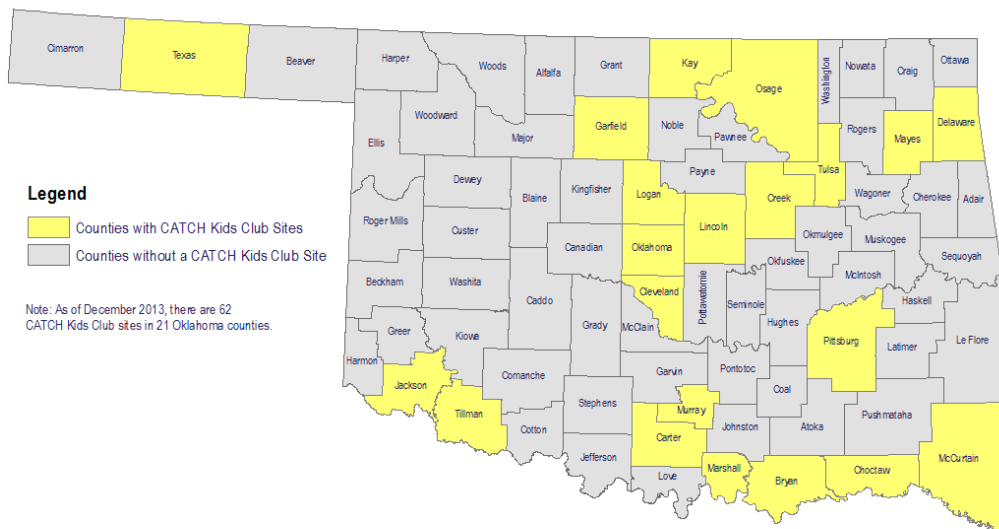 Cimarron
Texas
Beaver
Harper
Woods
Alfalfa
Grant
Kay
Osage
Washington
Nowata
Craig
Ottawa
Woodward
Major
Garfield
Noble
Pawnee
Rogers
Mayes
Delaware
Ellis
Dewey
Blaine
Kingfisher
Logan
Payne
Creek
Tulsa
Wagoner
Cherokee
Adair
Legend
Counties with CATCH Kids Club Sites
Counties without a CATCH Kids Club Site
Note: As of December 2013, there are 62
CATCH Kids Club sites in 21 Oklahoma counties.
Roger Mills
Custer
Canadian
Oklahoma
Lincoln
Okmulgee
Muskogee
Sequoyah
Okfuskee
McIntosh
Beckham
Washita
Caddo
Cleveland
Pottawatomie
Seminole
Hughes
Haskell
Grady
McClain
Pittsburg
Latimer
Le Flore
Greer
Kiowa
Harmon
Jackson
Comanche
Garvin
Pontotoc
Coal
Tillman
Cotton
Stephens
Murray
Carter
Johnston
Atoka
Pushmataha
Jefferson
Love
Marshall
Bryan
Choctaw
McCurtain